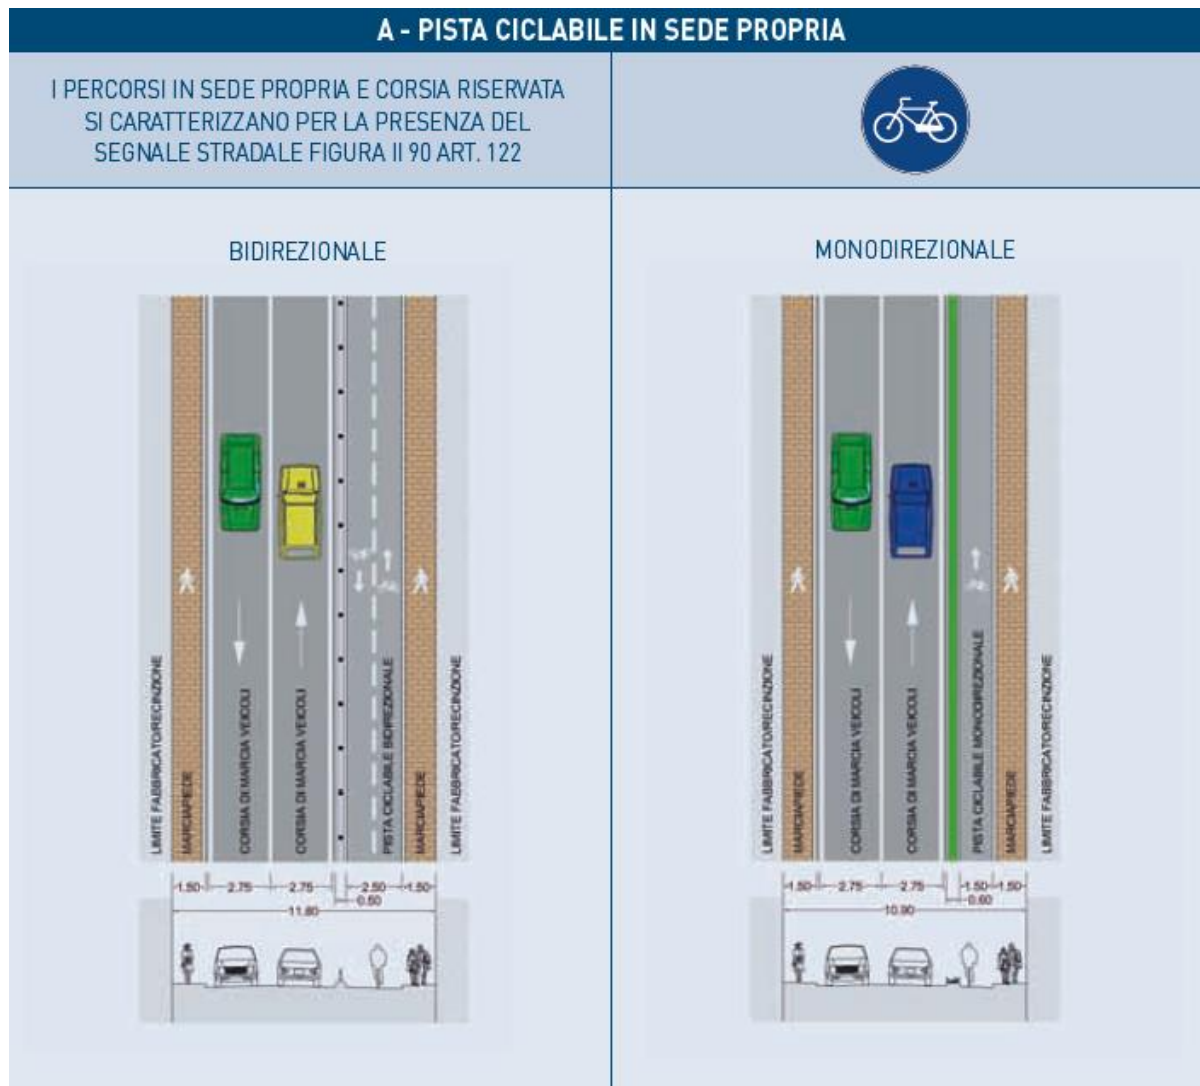 A - PISTA CICLABILE IN SEDE PROPRIA
I PERCORSI IN SEDE PROPRIA E CORSIA RISERVATA
SI CARATTERIZZANO PER LA PRESENZA DEL
SEGNALE STRADALE FIGURA II 90 ART. 122
BIDIREZIONALE
LIMITE FABBRICATO/RECINZIONE
MARCIAPIEDE
CORSIA DI MARCIA VEICOLI
CORSIA DI MARCIA VEICOLI
PISTA CICLABILE BIDIREZIONALE
MARCIAPIEDE
LIMITE FABBRICATO/RECINZIONE
1.50 2.75 2.75 2.50 1.50
0.50
11.80
MONODIREZIONALE
LIMITE FABBRICATO/RECINZIONE
MARCIAPIEDE
CORSIA DI MARCIA VEICOLI
CORSIA DI MARCIA VEICOLI
PISTA CICLABILE MONODIREZIONALE
MARCIAPIEDE
LIMITE FABBRICATO/RECINZIONE
1.50 2.75 2.75 1.50 1.50
0.60
10.90